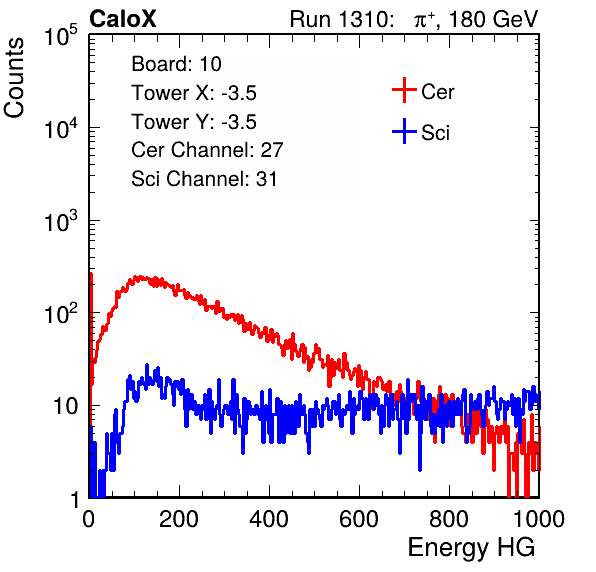 CaloX Run 1310: π⁺, 180 GeV
Counts
10⁵
10⁴
10³
10²
10
1
Board: 10
Tower X: -3.5
Tower Y: -3.5
Cer Channel: 27
Sci Channel: 31
Cer
Sci
0 200 400 600 800 1000
Energy HG